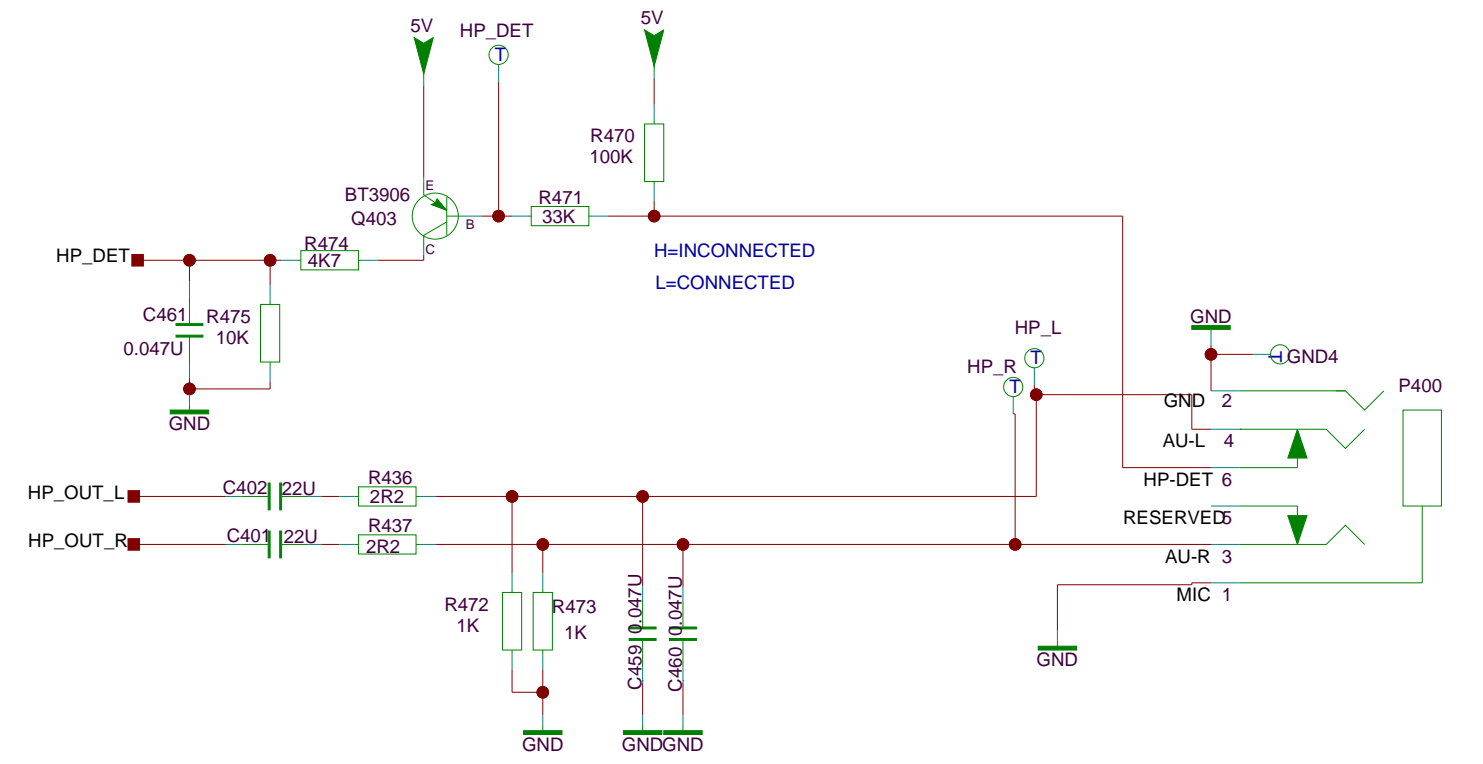 5V
HP_DET
T
5V
R470
100K
BT3906
Q403
E
B
C
R471
33K
H=INCONNECTED
L=CONNECTED
HP_DET
R474
4K7
C461
0.047U
R475
10K
GND
HP_L
T
HP_R
T
GND
T
GND4
P400
GND 2
AU-L 4
HP-DET 6
RESERVED 5
AU-R 3
MIC 1
GND
HP_OUT_L
C402
22U
R436
2R2
HP_OUT_R
C401
22U
R437
2R2
R472
1K
R473
1K
C459 0.047U
C460 0.047U
GND
GND
GND